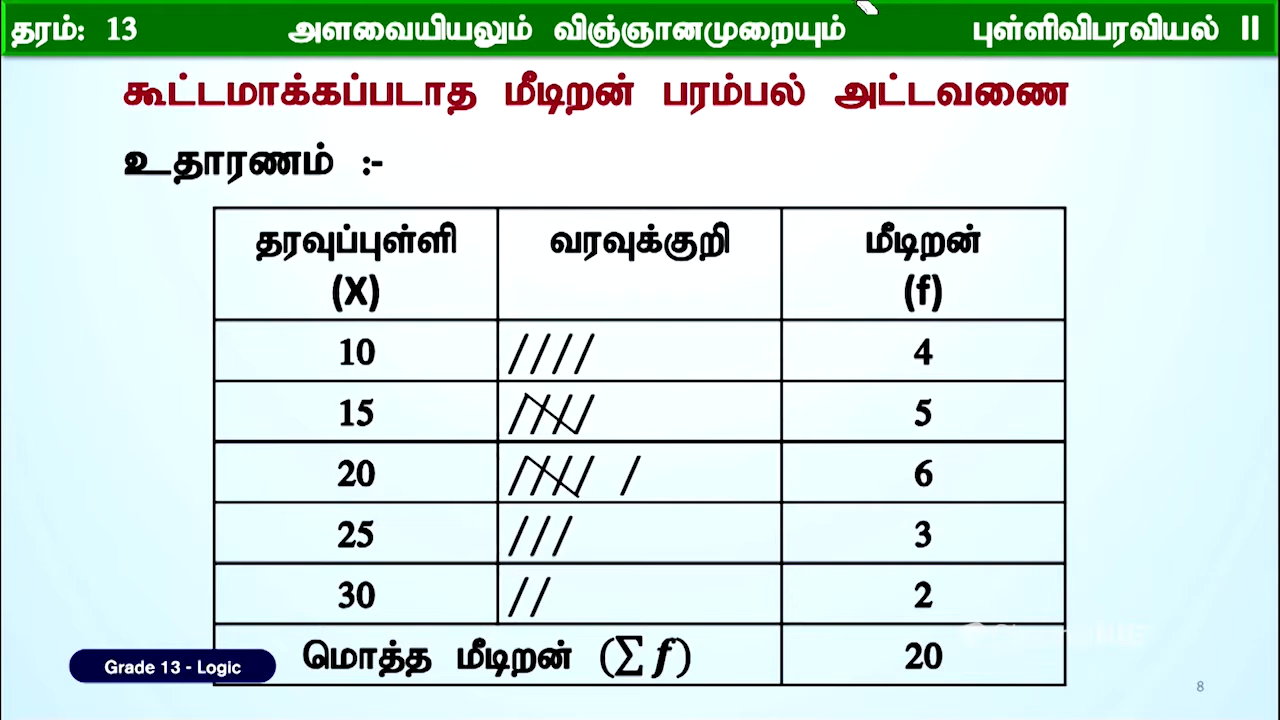 தரம்: 13 அளவையியலும் விஞ்ஞானமுறையும் புள்ளிவிபரவியல் II
கூட்டமாக்கப்படாத மீடிறன் பரம்பல் அட்டவணை
உதாரணம் :-
தரவுப்புள்ளி (X) வரவுக்குறி மீடிறன் (f)
10 //// 4
15 //// 5
20 //// / 6
25 /// 3
30 // 2
மொத்த மீடிறன் (∑f) 20
Grade 13 - Logic
8